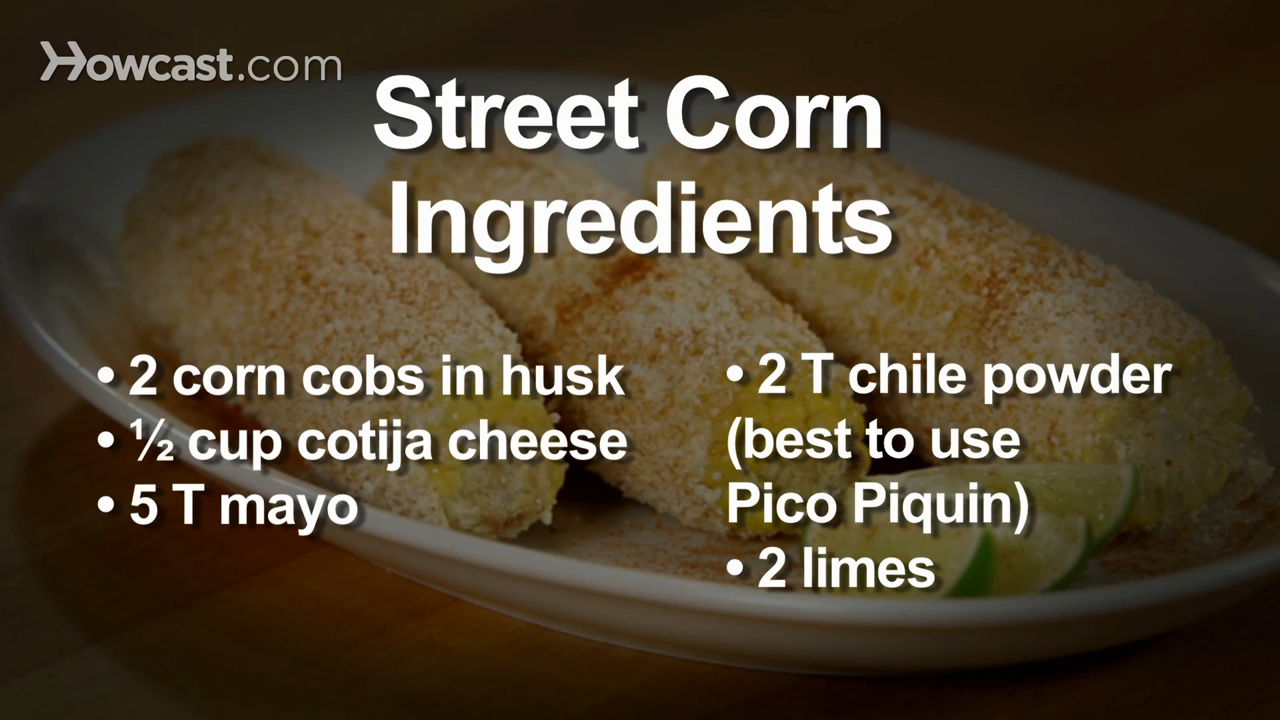 Howcast.com
Street Corn
Ingredients
• 2 corn cobs in husk
• ½ cup cotija cheese
• 5 T mayo
• 2 T chile powder
(best to use
Pico Piquin)
• 2 limes